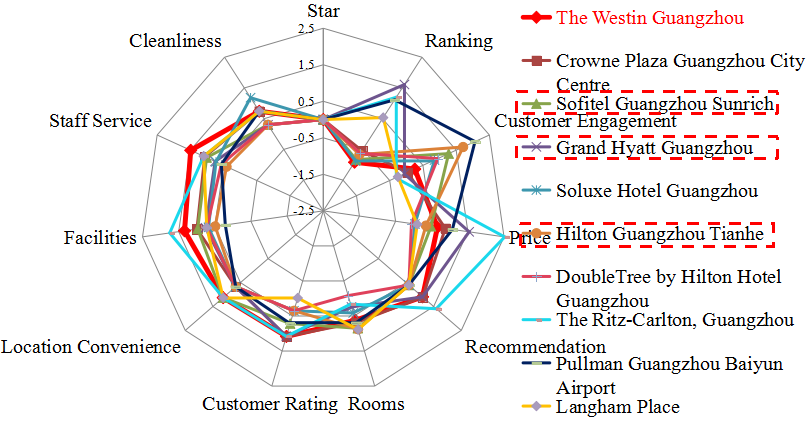 Star
Ranking
Customer Engagement
Price
Recommendation
Rooms
Customer Rating
Location Convenience
Facilities
Staff Service
Cleanliness
2.5
1.5
0.5
-0.5
-1.5
-2.5
The Westin Guangzhou
Crowne Plaza Guangzhou City
Centre
Sofitel Guangzhou Sunrich
Grand Hyatt Guangzhou
Soluxe Hotel Guangzhou
Hilton Guangzhou Tianhe
DoubleTree by Hilton Hotel
Guangzhou
The Ritz-Carlton, Guangzhou
Pullman Guangzhou Baiyun
Airport
Langham Place